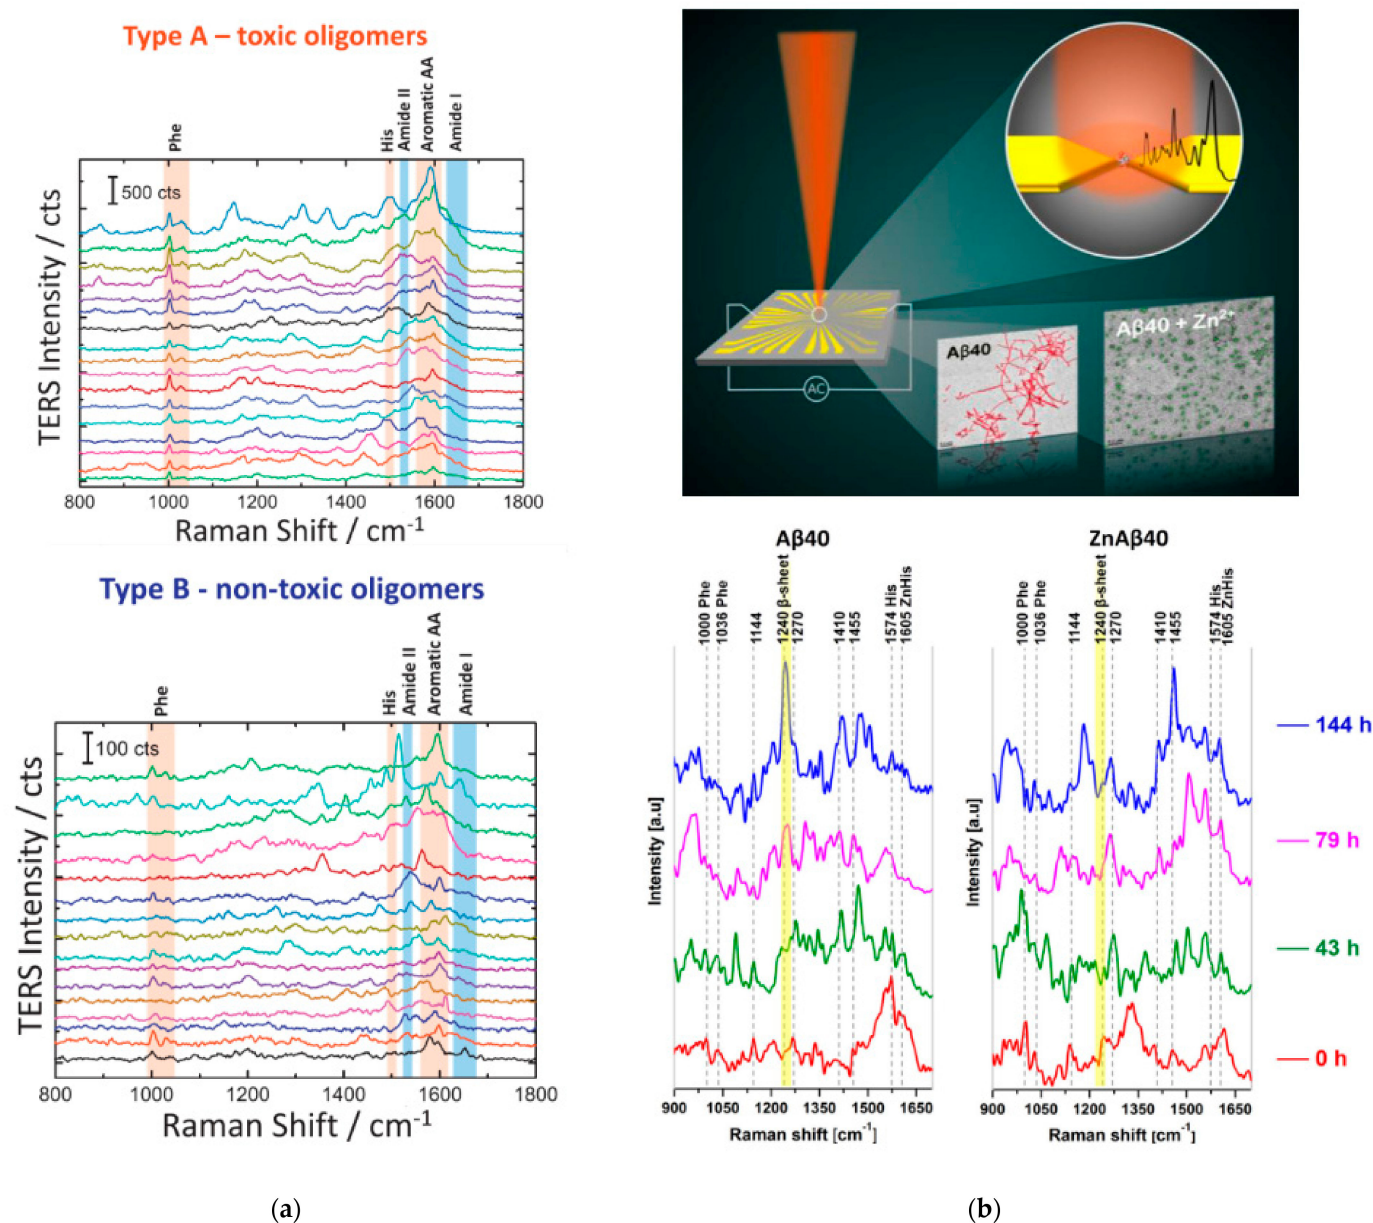 Type A – toxic oligomers
Phe
His
Amide II
Aromatic AA
Amide I
500 cts
TERS Intensity / cts
800 1000 1200 1400 1600 1800
Raman Shift / cm-1
Type B - non-toxic oligomers
Phe
His
Amide II
Aromatic AA
Amide I
100 cts
TERS Intensity / cts
800 1000 1200 1400 1600 1800
Raman Shift / cm-1
(a)
AC
Aβ40
Aβ40 + Zn2+
Aβ40
1000 Phe
1036 Phe
1144
1240 β-sheet
1270
1410
1455
1574 His
1605 ZnHis
Intensity [a.u]
900 1050 1200 1350 1500 1650
Raman shift [cm-1]
ZnAβ40
1000 Phe
1036 Phe
1144
1240 β-sheet
1270
1410
1455
1574 His
1605 ZnHis
Intensity [a.u]
900 1050 1200 1350 1500 1650
Raman shift [cm-1]
144 h
79 h
43 h
0 h
(b)